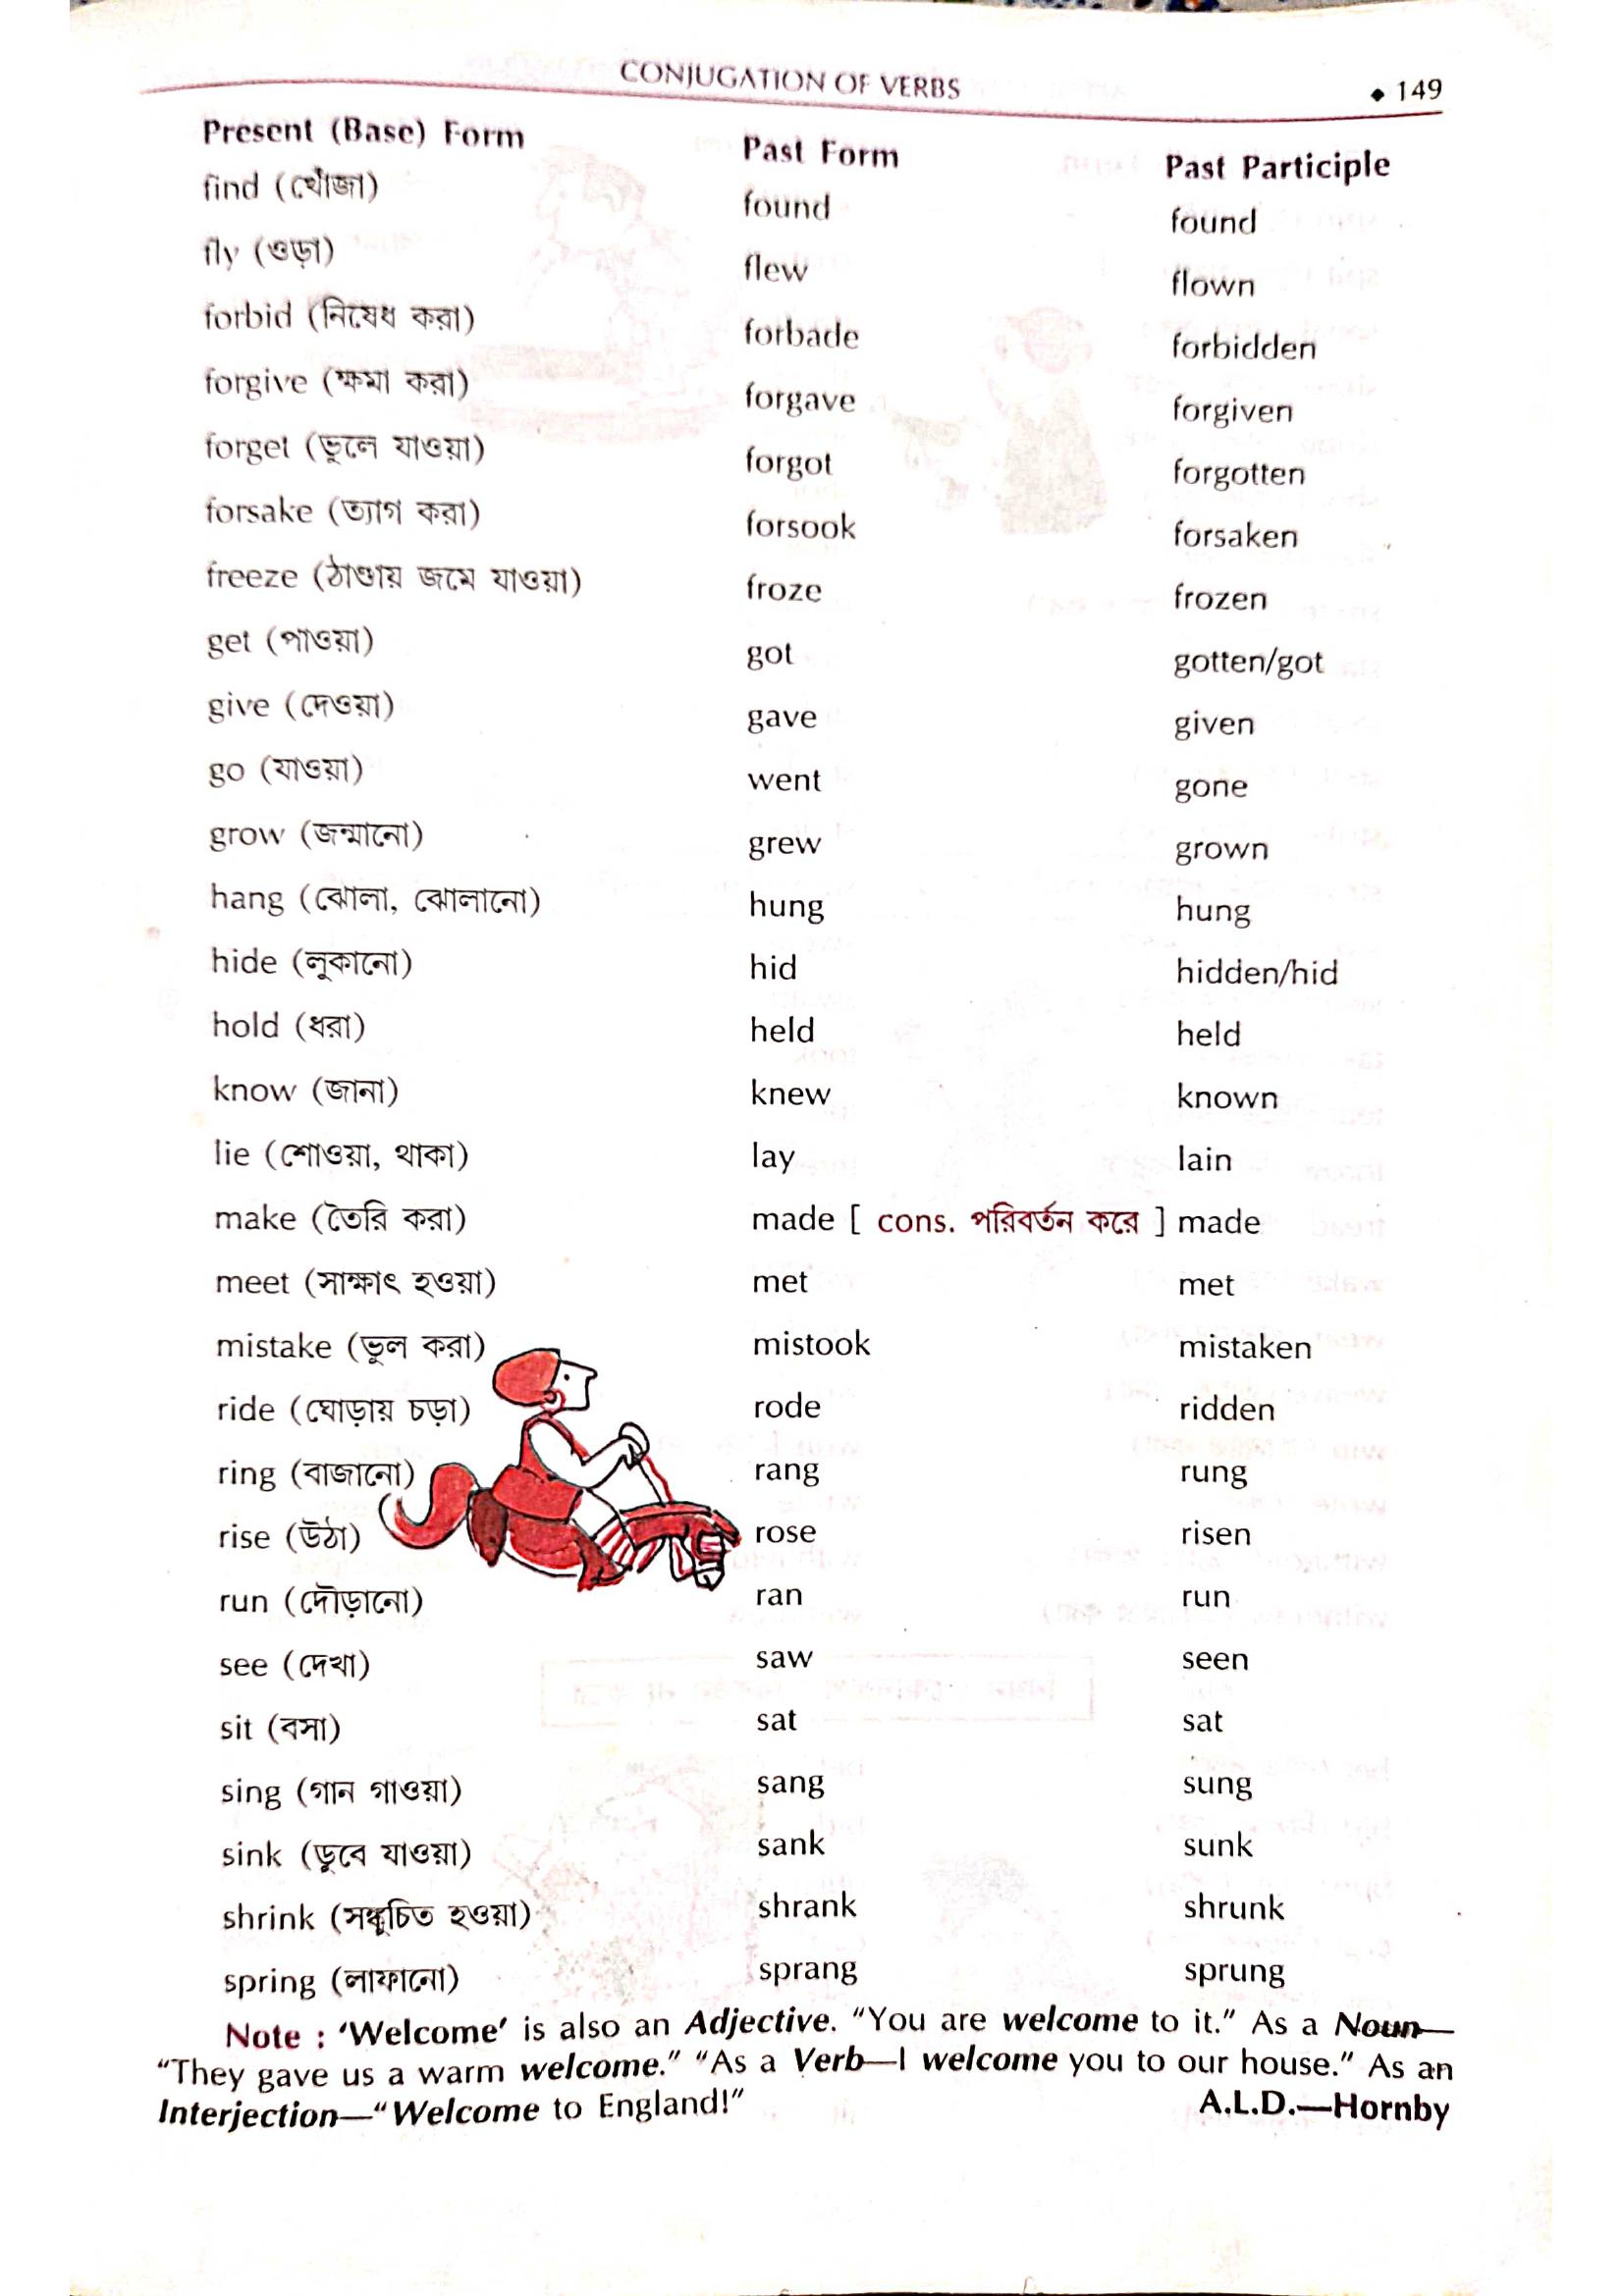 CONJUGATION OF VERBS ◆ 149
Present (Base) Form Past Form Past Participle
find (খোঁজা) found found
fly (ওড়া) flew flown
forbid (নিষেধ করা) forbade forbidden
forgive (ক্ষমা করা) forgave forgiven
forget (ভুলে যাওয়া) forgot forgotten
forsake (ত্যাগ করা) forsook forsaken
freeze (ঠাণ্ডায় জমে যাওয়া) froze frozen
get (পাওয়া) got gotten/got
give (দেওয়া) gave given
go (যাওয়া) went gone
grow (জন্মানো) grew grown
hang (ঝোলা, ঝোলানো) hung hung
hide (লুকানো) hid hidden/hid
hold (ধরা) held held
know (জানা) knew known
lie (শোওয়া, থাকা) lay lain
make (তৈরি করা) made [ cons. পরিবর্তন করে ] made
meet (সাক্ষাৎ হওয়া) met met
mistake (ভুল করা) mistook mistaken
ride (ঘোড়ায় চড়া) rode ridden
ring (বাজানো) rang rung
rise (উঠা) rose risen
run (দৌড়ানো) ran run
see (দেখা) saw seen
sit (বসা) sat sat
sing (গান গাওয়া) sang sung
sink (ডুবে যাওয়া) sank sunk
shrink (সঙ্কুচিত হওয়া) shrank shrunk
spring (লাফানো) sprang sprung
Note : ‘Welcome’ is also an Adjective. “You are welcome to it.” As a Noun—
“They gave us a warm welcome.” “As a Verb—I welcome you to our house.” As an
Interjection—“Welcome to England!” A.L.D.—Hornby